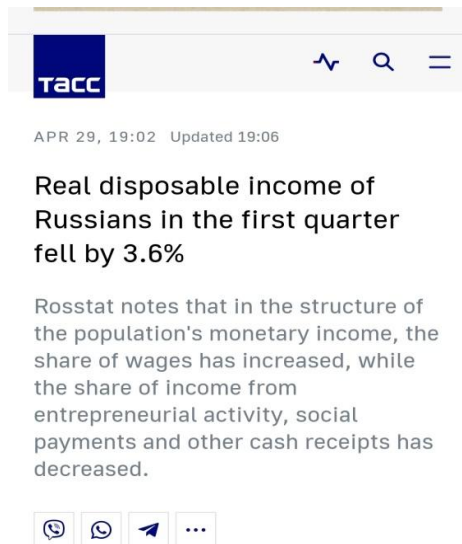 тасс
APR 29, 19:02 Updated 19:06
Real disposable income of
Russians in the first quarter
fell by 3.6%
Rosstat notes that in the structure of
the population's monetary income, the
share of wages has increased, while
the share of income from
entrepreneurial activity, social
payments and other cash receipts has
decreased.